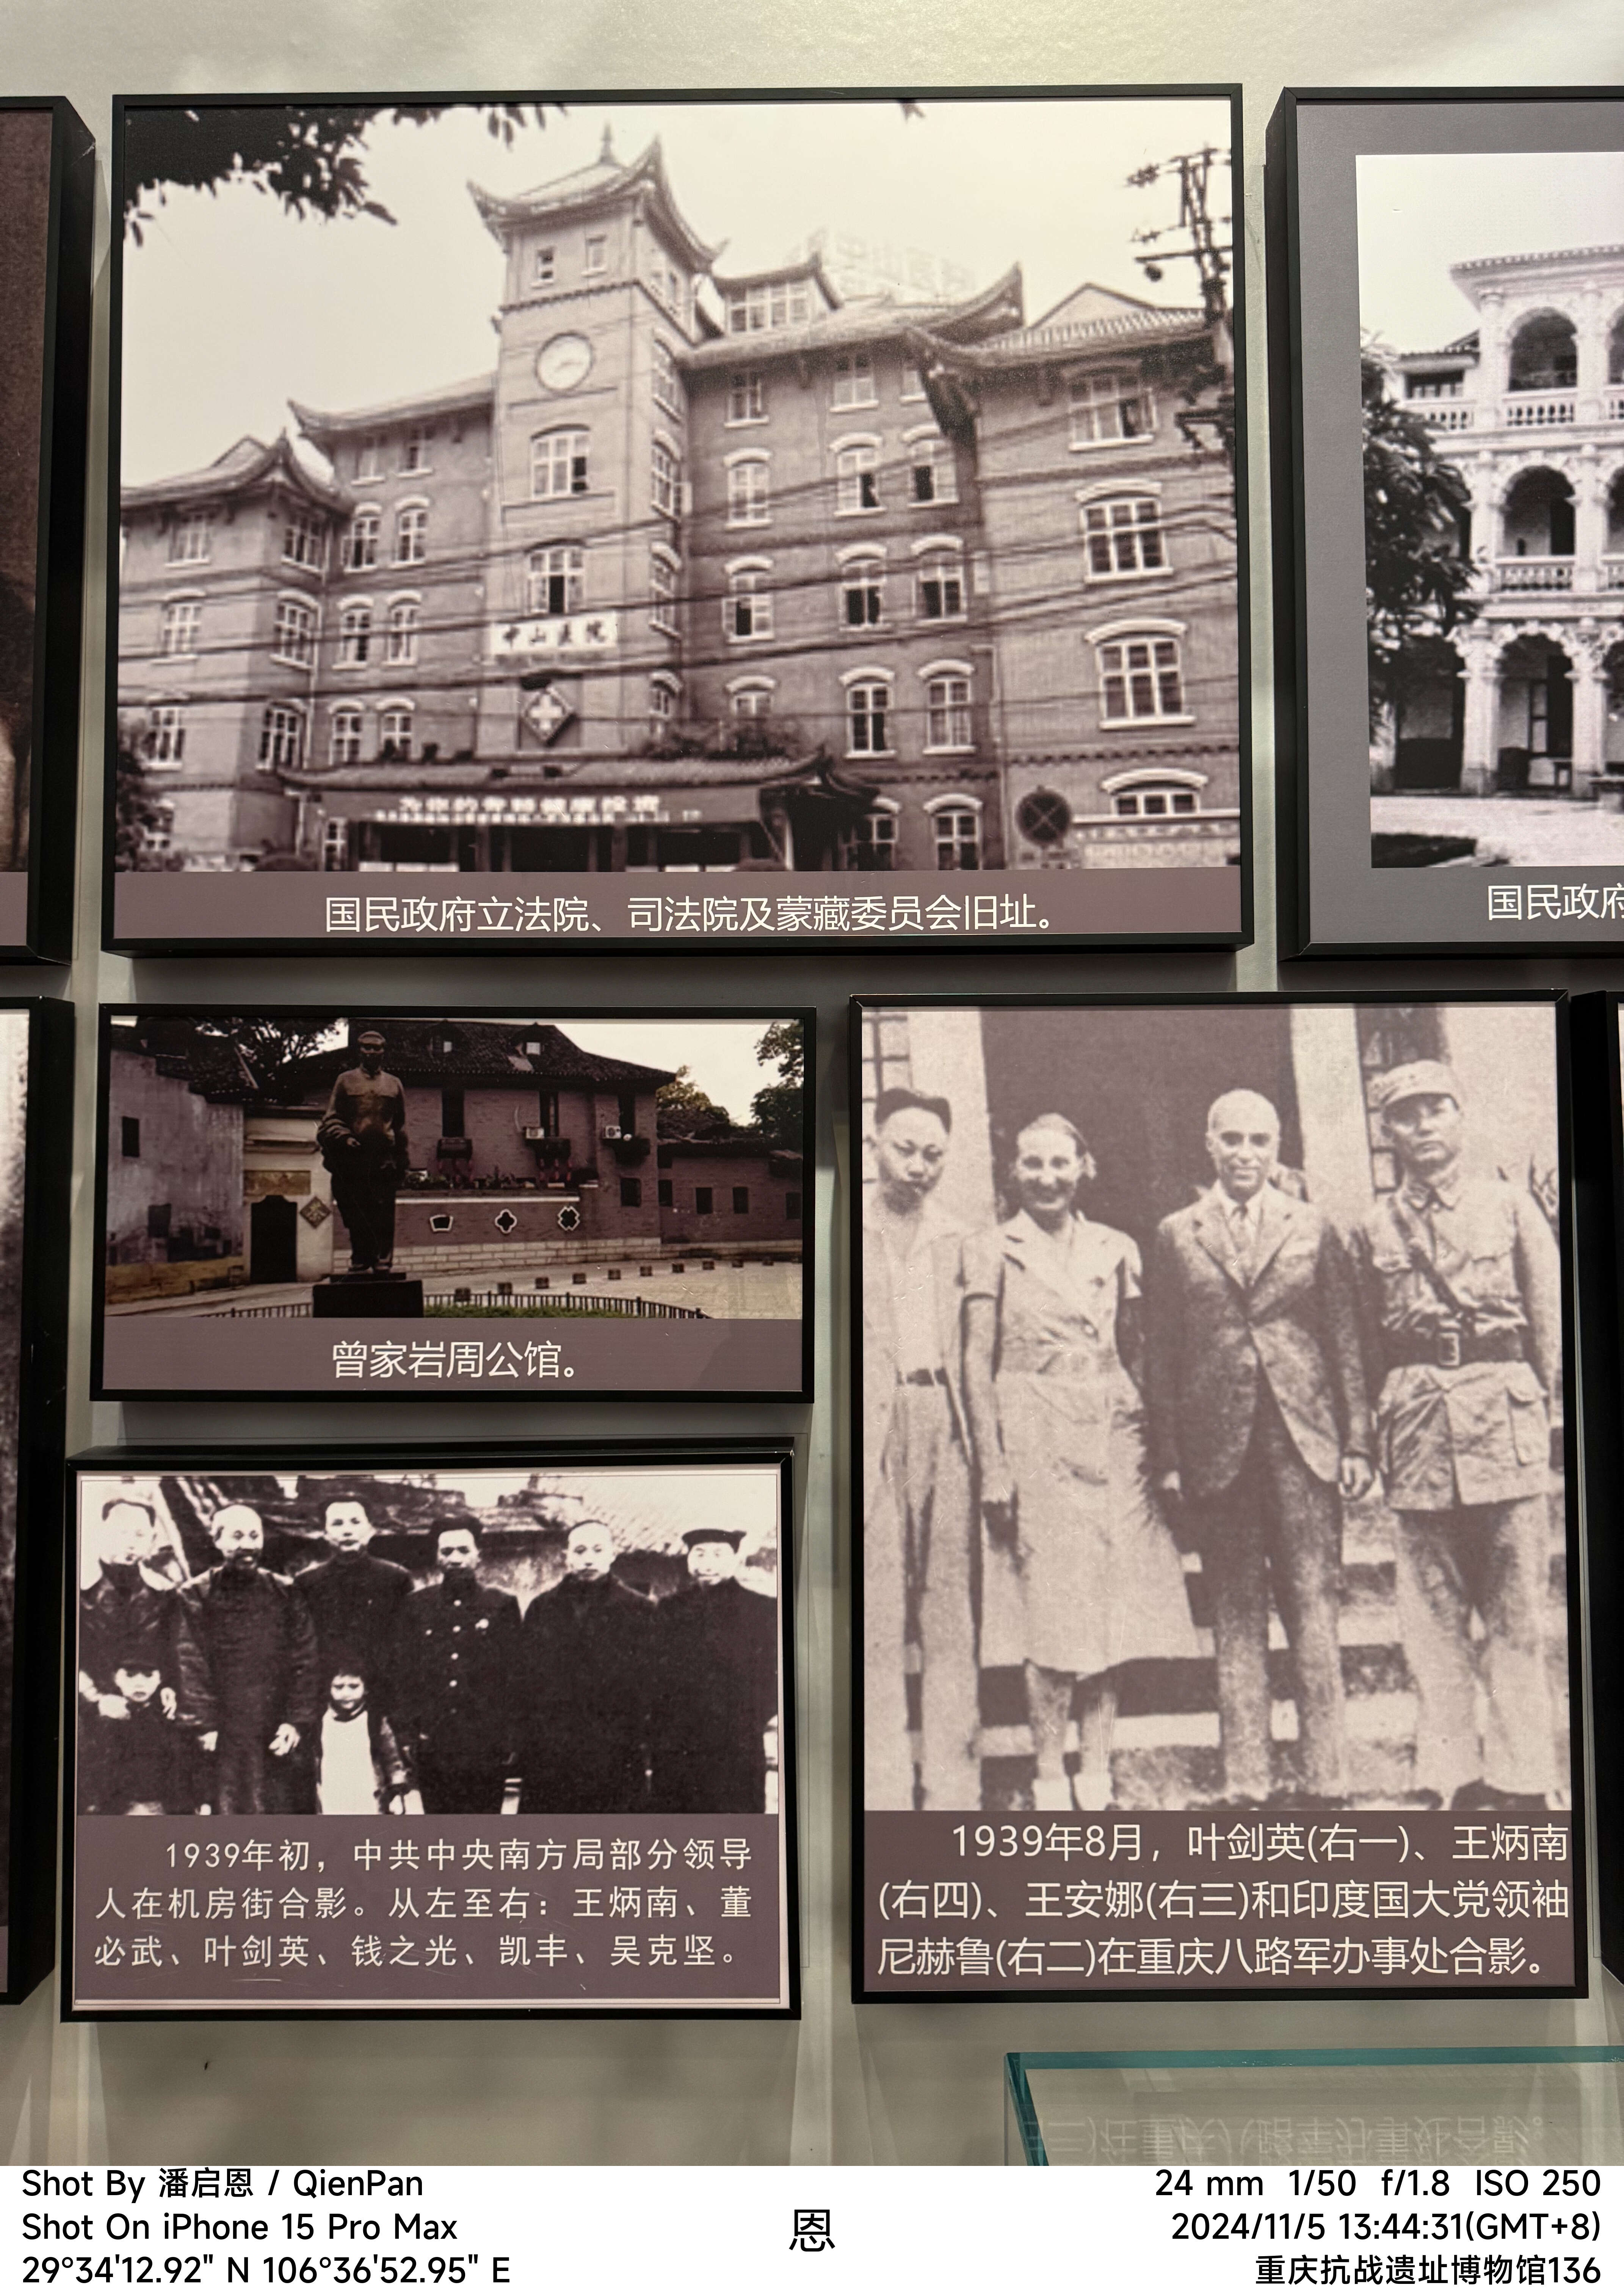 中山医院
国民政府立法院、司法院及蒙藏委员会旧址。
国民政府
曾家岩周公馆。
1939年初，中共中央南方局部分领导
人在机房街合影。从左至右：王炳南、董
必武、叶剑英、钱之光、凯丰、吴克坚。
1939年8月，叶剑英(右一)、王炳南
(右四)、王安娜(右三)和印度国大党领袖
尼赫鲁(右二)在重庆八路军办事处合影。
Shot By 潘启恩 / QienPan
Shot On iPhone 15 Pro Max
29°34'12.92" N 106°36'52.95" E
恩
24 mm 1/50 f/1.8 ISO 250
2024/11/5 13:44:31(GMT+8)
重庆抗战遗址博物馆136